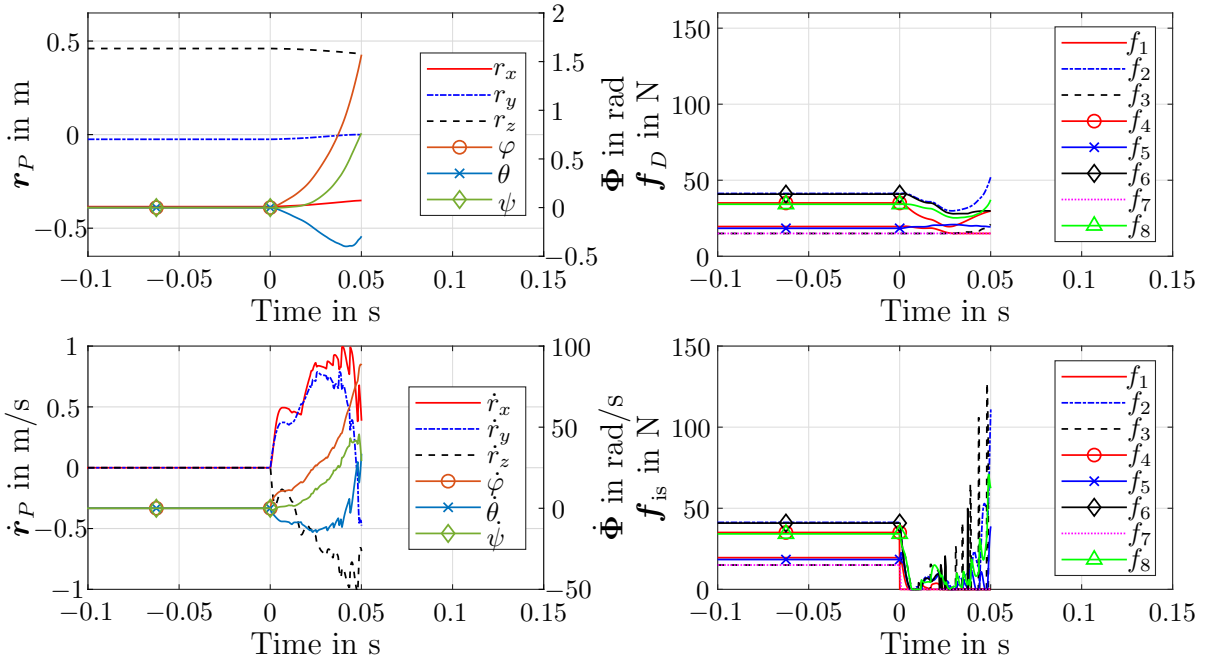 2
0.5
1.5
0
1
0.5
−0.5
0
−0.5
−0.1 −0.05 0 0.05 0.1 0.15
Time in s
r_P in m
Φ in rad
r_x
r_y
r_z
φ
θ
ψ
150
100
50
0
−0.1 −0.05 0 0.05 0.1 0.15
Time in s
f_D in N
f_1
f_2
f_3
f_4
f_5
f_6
f_7
f_8
1
0.5
0
−0.5
−1
100
50
0
−50
−0.1 −0.05 0 0.05 0.1 0.15
Time in s
ṙ_P in m/s
Φ̇ in rad/s
ṙ_x
ṙ_y
ṙ_z
φ̇
θ̇
ψ̇
150
100
50
0
−0.1 −0.05 0 0.05 0.1 0.15
Time in s
f_is in N
f_1
f_2
f_3
f_4
f_5
f_6
f_7
f_8